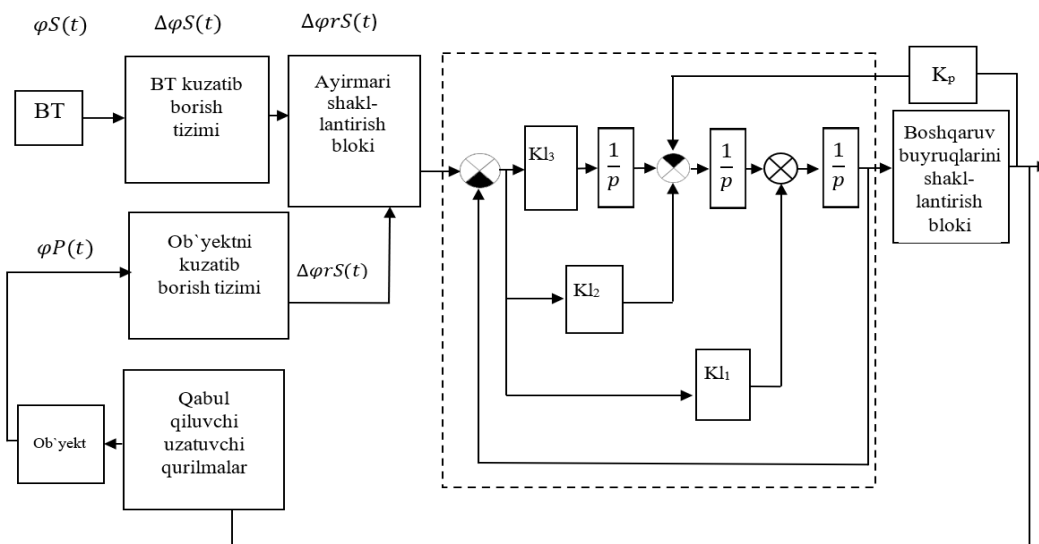 φS(t)
ΔφS(t)
ΔφrS(t)
BT
BT kuzatib
borish
tizimi
Ayirmari
shakl-
lantirish
bloki
Kl₃
1/p
1/p
1/p
Kₚ
Boshqaruv
buyruqlarini
shakl-
lantirish
bloki
φP(t)
Ob`yektni
kuzatib
borish tizimi
ΔφrS(t)
Kl₂
Kl₁
Ob`yekt
Qabul
qiluvchi
uzatuvchi
qurilmalar